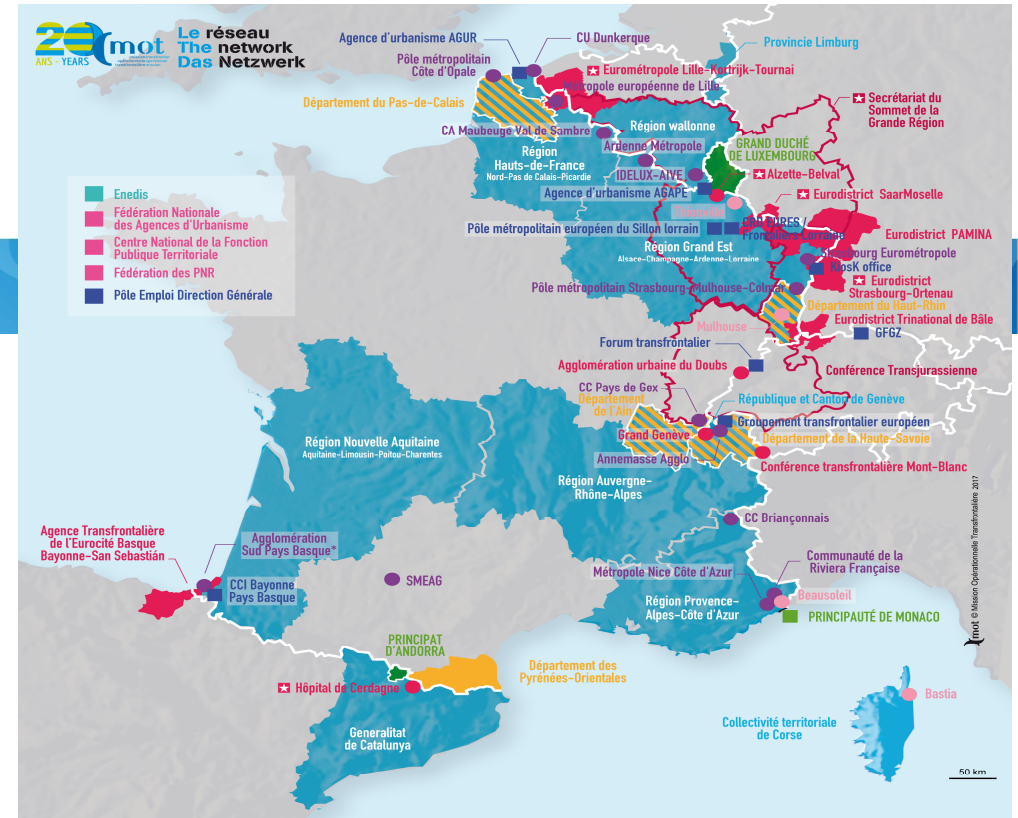 20
ANS - YEARS
mot
Le réseau
The network
Das Netzwerk
Agence d'urbanisme AGUR
CU Dunkerque
Provincie Limburg
Pôle métropolitain
Côte d'Opale
Eurométropole Lille-Kortrijk-Tournai
Métropole européenne de Lille
Département du Pas-de-Calais
Secrétariat du
Sommet de la
Grande Région
CA Maubeuge Val de Sambre
Région wallonne
Ardenne Métropole
GRAND DUCHÉ
DE LUXEMBOURG
Région
Hauts-de-France
Nord-Pas de Calais-Picardie
IDELUX-AIVE
Alzette-Belval
Agence d'urbanisme AGAPE
Eurodistrict SaarMoselle
Enedis
Fédération Nationale
des Agences d'Urbanisme
Centre National de la Fonction
Publique Territoriale
Fédération des PNR
Pôle Emploi Direction Générale
Thionville
Pôle métropolitain européen du Sillon lorrain
CRD EURES /
Frontaliers Lorraine
Eurodistrict PAMINA
Région Grand Est
Alsace-Champagne-Ardenne-Lorraine
Strasbourg Eurométropole
KiosK office
Pôle métropolitain Strasbourg-Mulhouse-Colmar
Eurodistrict
Strasbourg-Ortenau
Département du Haut-Rhin
Eurodistrict Trinational de Bâle
Mulhouse
GFGZ
Forum transfrontalier
Agglomération urbaine du Doubs
Conférence Transjurassienne
CC Pays de Gex
Département
de l'Ain
République et Canton de Genève
Groupement transfrontalier européen
Grand Genève
Département de la Haute-Savoie
Annemasse Agglo
Conférence transfrontalière Mont-Blanc
Région Nouvelle Aquitaine
Aquitaine-Limousin-Poitou-Charentes
Région Auvergne-
Rhône-Alpes
CC Briançonnais
Agence Transfrontalière
de l'Eurocité Basque
Bayonne-San Sebastián
Agglomération
Sud Pays Basque*
CCI Bayonne
Pays Basque
SMEAG
Communauté de la
Riviera Française
Métropole Nice Côte d'Azur
Beausoleil
Région Provence-
Alpes-Côte d'Azur
PRINCIPAUTÉ DE MONACO
PRINCIPAT
D'ANDORRA
Département des
Pyrénées-Orientales
Hôpital de Cerdagne
Generalitat
de Catalunya
Bastia
Collectivité territoriale
de Corse
50 km
mot © Mission Opérationnelle Transfrontalière 2017